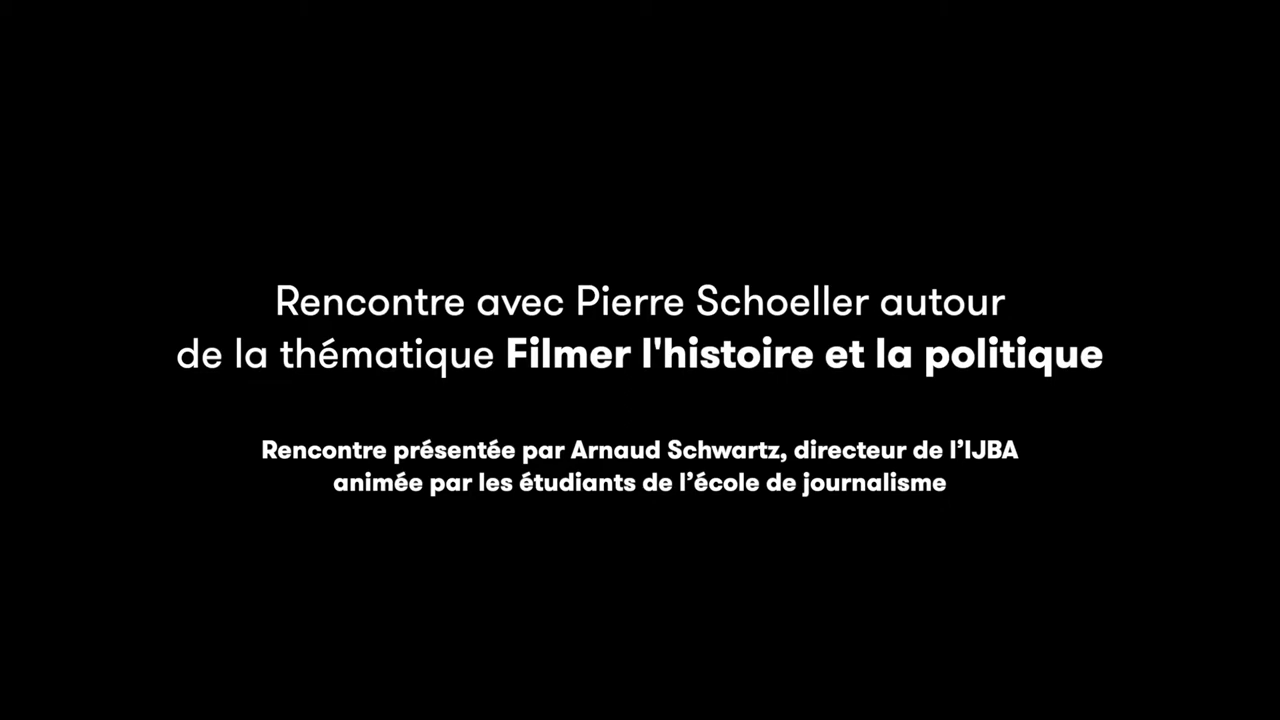 Rencontre avec Pierre Schoeller autour
de la thématique Filmer l'histoire et la politique
Rencontre présentée par Arnaud Schwartz, directeur de l’IJBA
animée par les étudiants de l’école de journalisme